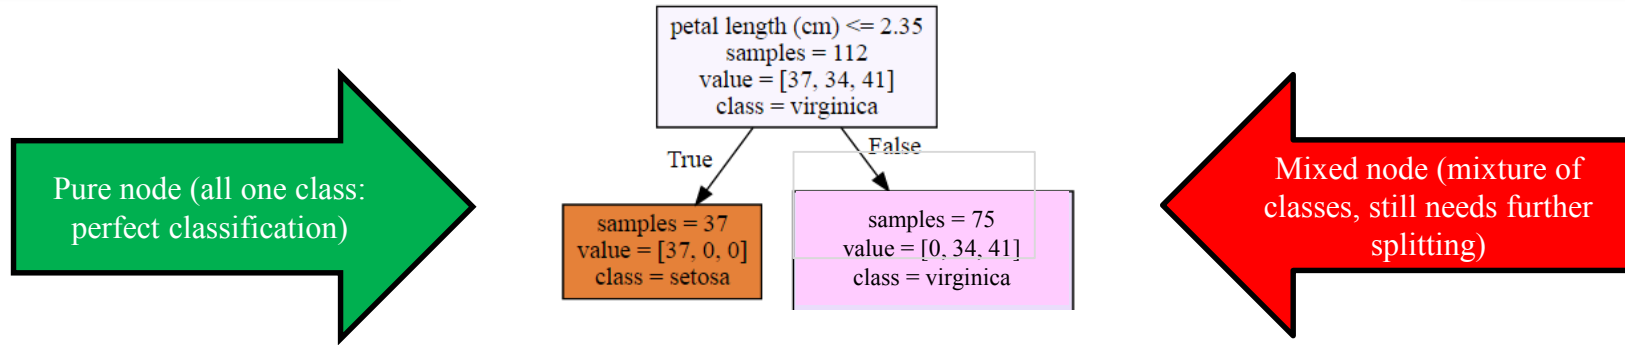 petal length (cm) <= 2.35
samples = 112
value = [37, 34, 41]
class = virginica
True
False
Pure node (all one class:
perfect classification)
samples = 37
value = [37, 0, 0]
class = setosa
samples = 75
value = [0, 34, 41]
class = virginica
Mixed node (mixture of
classes, still needs further
splitting)